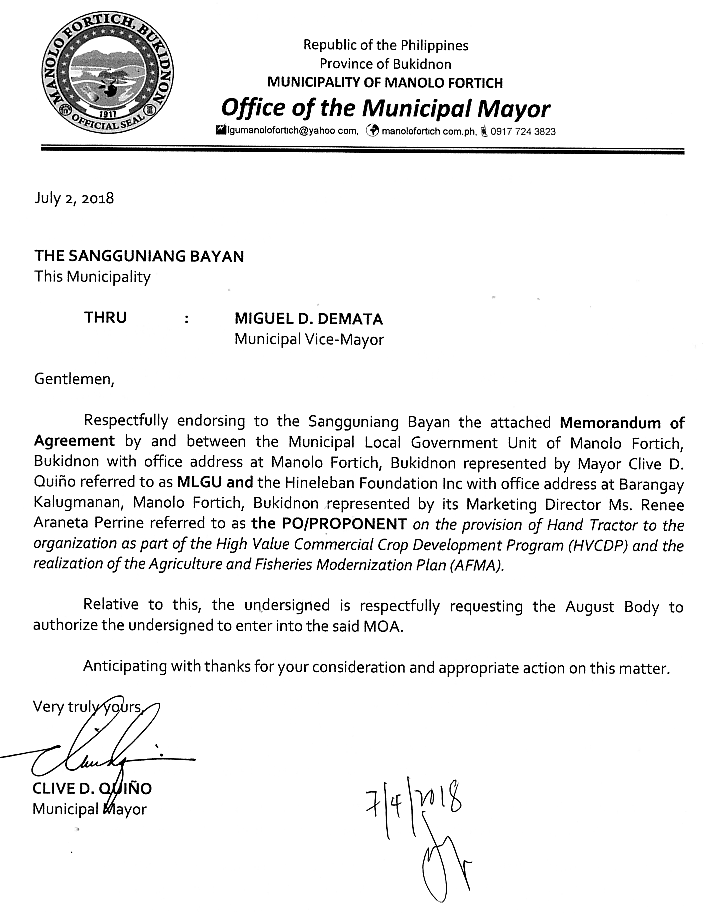 MANOLO FORTICH, BUKIDNON
1917
OFFICIAL SEAL
Republic of the Philippines
Province of Bukidnon
MUNICIPALITY OF MANOLO FORTICH
Office of the Municipal Mayor
lgumanolofortich@yahoo.com, manolofortich.com.ph, 0917 724 3823
July 2, 2018
THE SANGGUNIANG BAYAN
This Municipality
THRU : MIGUEL D. DEMATA
Municipal Vice-Mayor
Gentlemen,
Respectfully endorsing to the Sangguniang Bayan the attached Memorandum of
Agreement by and between the Municipal Local Government Unit of Manolo Fortich,
Bukidnon with office address at Manolo Fortich, Bukidnon represented by Mayor Clive D.
Quiño referred to as MLGU and the Hineleban Foundation Inc with office address at Barangay
Kalugmanan, Manolo Fortich, Bukidnon represented by its Marketing Director Ms. Renee
Araneta Perrine referred to as the PO/PROPONENT on the provision of Hand Tractor to the
organization as part of the High Value Commercial Crop Development Program (HVCDP) and the
realization of the Agriculture and Fisheries Modernization Plan (AFMA).
Relative to this, the undersigned is respectfully requesting the August Body to
authorize the undersigned to enter into the said MOA.
Anticipating with thanks for your consideration and appropriate action on this matter.
Very truly yours,
CLIVE D. QUIÑO
Municipal Mayor
7/4/2018